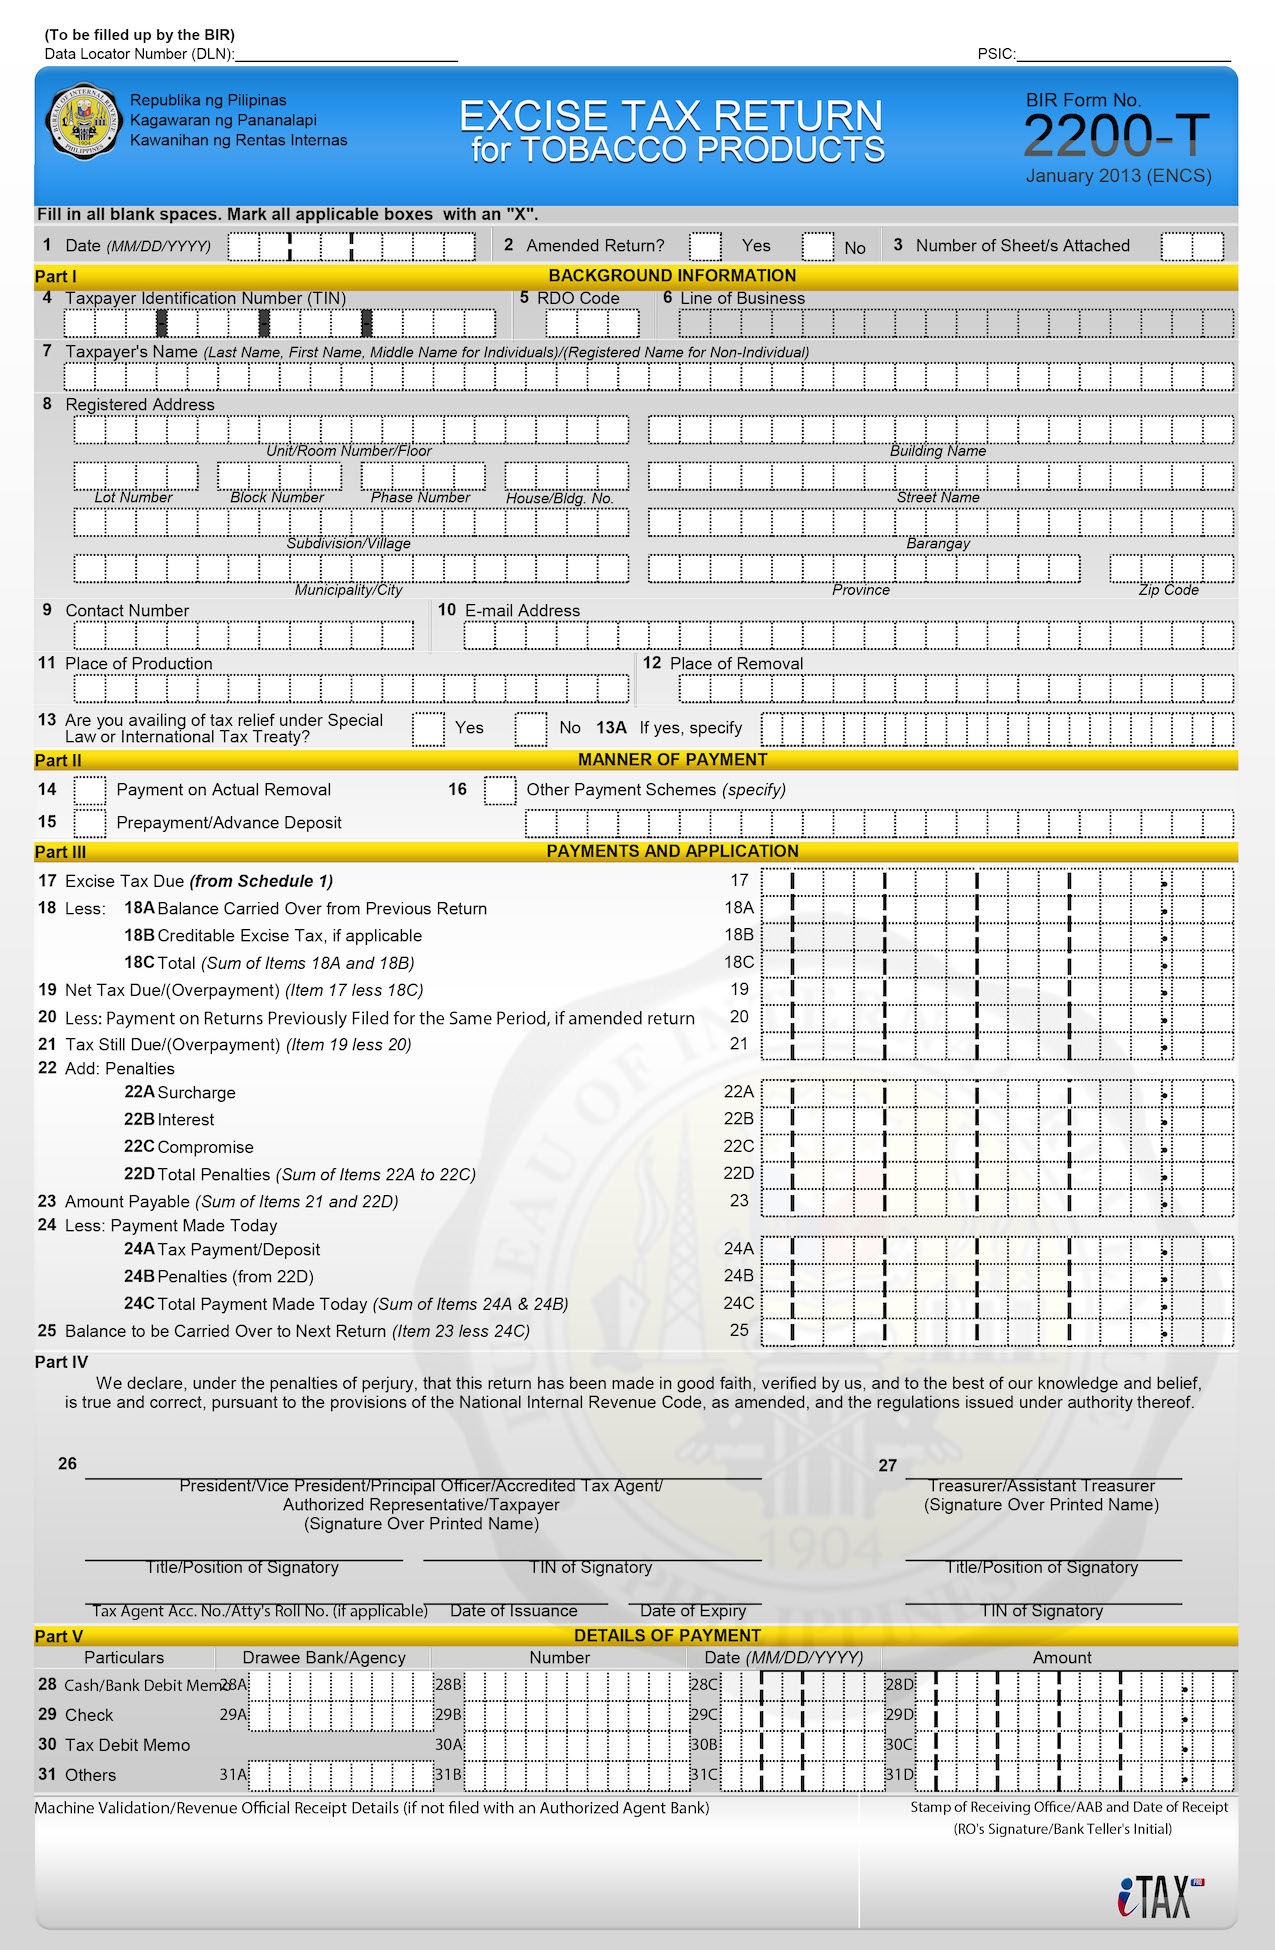 (To be filled up by the BIR)
Data Locator Number (DLN):
PSIC:
Republika ng Pilipinas
Kagawaran ng Pananalapi
Kawanihan ng Rentas Internas
EXCISE TAX RETURN
for TOBACCO PRODUCTS
BIR Form No.
2200-T
January 2013 (ENCS)
Fill in all blank spaces. Mark all applicable boxes with an "X".
1 Date (MM/DD/YYYY) 2 Amended Return? Yes No 3 Number of Sheet/s Attached
Part I BACKGROUND INFORMATION
4 Taxpayer Identification Number (TIN) 5 RDO Code 6 Line of Business
7 Taxpayer's Name (Last Name, First Name, Middle Name for Individuals)/(Registered Name for Non-Individual)
8 Registered Address
Unit/Room Number/Floor Building Name
Lot Number Block Number Phase Number House/Bldg. No. Street Name
Subdivision/Village Barangay
Municipality/City Province Zip Code
9 Contact Number 10 E-mail Address
11 Place of Production 12 Place of Removal
13 Are you availing of tax relief under Special
Law or International Tax Treaty? Yes No 13A If yes, specify
Part II MANNER OF PAYMENT
14 Payment on Actual Removal 16 Other Payment Schemes (specify)
15 Prepayment/Advance Deposit
Part III PAYMENTS AND APPLICATION
17 Excise Tax Due (from Schedule 1) 17
18 Less: 18A Balance Carried Over from Previous Return 18A
18B Creditable Excise Tax, if applicable 18B
18C Total (Sum of Items 18A and 18B) 18C
19 Net Tax Due/(Overpayment) (Item 17 less 18C) 19
20 Less: Payment on Returns Previously Filed for the Same Period, if amended return 20
21 Tax Still Due/(Overpayment) (Item 19 less 20) 21
22 Add: Penalties
22A Surcharge 22A
22B Interest 22B
22C Compromise 22C
22D Total Penalties (Sum of Items 22A to 22C) 22D
23 Amount Payable (Sum of Items 21 and 22D) 23
24 Less: Payment Made Today
24A Tax Payment/Deposit 24A
24B Penalties (from 22D) 24B
24C Total Payment Made Today (Sum of Items 24A & 24B) 24C
25 Balance to be Carried Over to Next Return (Item 23 less 24C) 25
Part IV
We declare, under the penalties of perjury, that this return has been made in good faith, verified by us, and to the best of our knowledge and belief,
is true and correct, pursuant to the provisions of the National Internal Revenue Code, as amended, and the regulations issued under authority thereof.
26 27
President/Vice President/Principal Officer/Accredited Tax Agent/ Treasurer/Assistant Treasurer
Authorized Representative/Taxpayer (Signature Over Printed Name)
(Signature Over Printed Name)
1904
Title/Position of Signatory TIN of Signatory Title/Position of Signatory
Tax Agent Acc. No./Atty's Roll No. (if applicable) Date of Issuance Date of Expiry TIN of Signatory
Part V DETAILS OF PAYMENT
Particulars Drawee Bank/Agency Number Date (MM/DD/YYYY) Amount
28 Cash/Bank Debit Memo 28A 28B 28C 28D
29 Check 29A 29B 29C 29D
30 Tax Debit Memo 30A 30B 30C
31 Others 31A 31B 31C 31D
Machine Validation/Revenue Official Receipt Details (if not filed with an Authorized Agent Bank)
Stamp of Receiving Office/AAB and Date of Receipt
(RO's Signature/Bank Teller's Initial)
iTAX